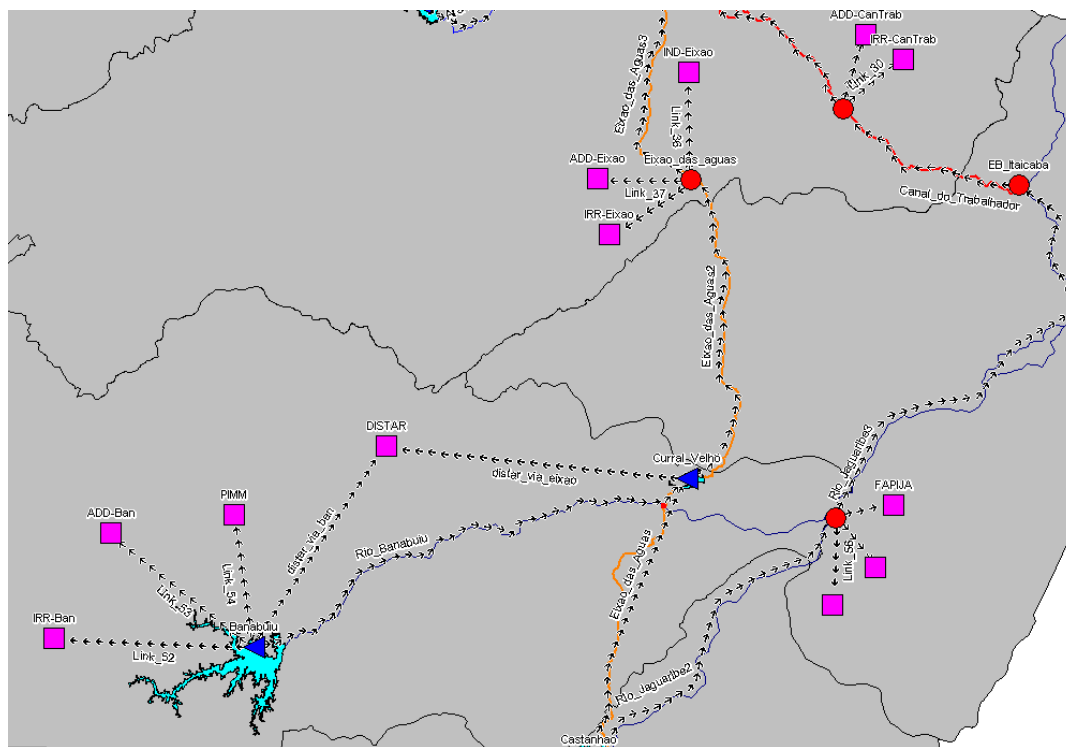 ADD-CanTrab
IRR-CanTrab
Link_30
IND-Eixao
Eixao_das_Aguas3
Link_36
ADD-Eixao
Eixao_das_aguas
EB_Itaicaba
Link_37
Canal_do_Trabalhador
IRR-Eixao
Eixao_das_Aguas2
DISTAR
Curral_Velho
distar_via_eixao
Rio_Jaguaribe3
FAPIJA
PIMM
ADD-Ban
distar_via_ban
Rio_Banabuiu
Eixao_das_Aguas
Link_56
Link_54
Link_53
IRR-Ban
Banabuiu
Link_52
Rio_Jaguaribe2
Castanhao